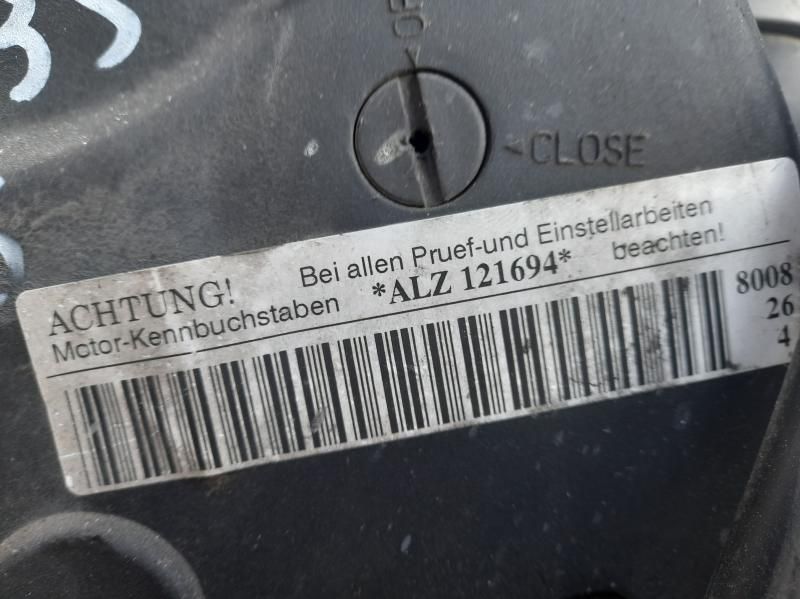 <CLOSE
ACHTUNG! Bei allen Pruef-und Einstellarbeiten
Motor-Kennbuchstaben *ALZ 121694* beachten!
8008
26
4